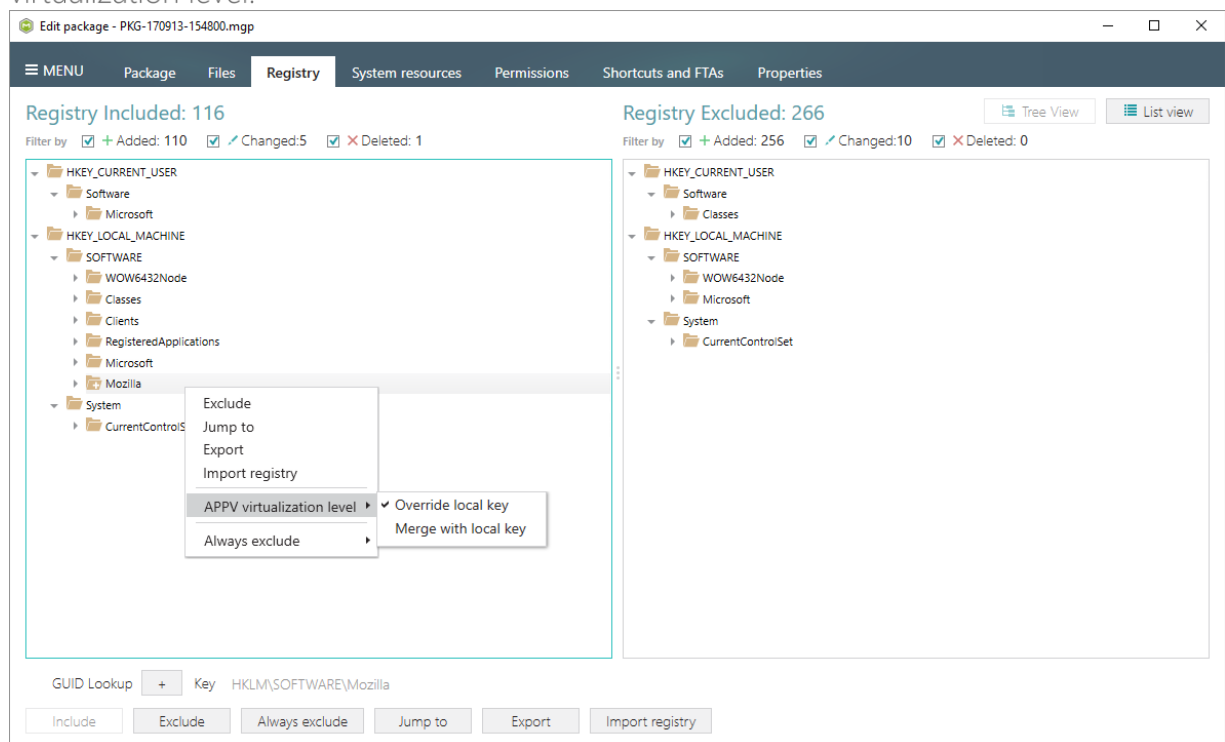 virtualization level.
Edit package - PKG-170913-154800.mgp
MENU Package Files Registry System resources Permissions Shortcuts and FTAs Properties
Registry Included: 116
Filter by + Added: 110 Changed:5 Deleted: 1
HKEY_CURRENT_USER
Software
Microsoft
HKEY_LOCAL_MACHINE
SOFTWARE
WOW6432Node
Classes
Clients
RegisteredApplications
Microsoft
Mozilla
System
CurrentControlS
Exclude
Jump to
Export
Import registry
APPV virtualization level
Always exclude
Override local key
Merge with local key
Registry Excluded: 266
Tree View List view
Filter by + Added: 256 Changed:10 Deleted: 0
HKEY_CURRENT_USER
Software
Classes
HKEY_LOCAL_MACHINE
SOFTWARE
WOW6432Node
Microsoft
System
CurrentControlSet
GUID Lookup + Key HKLM\SOFTWARE\Mozilla
Include Exclude Always exclude Jump to Export Import registry